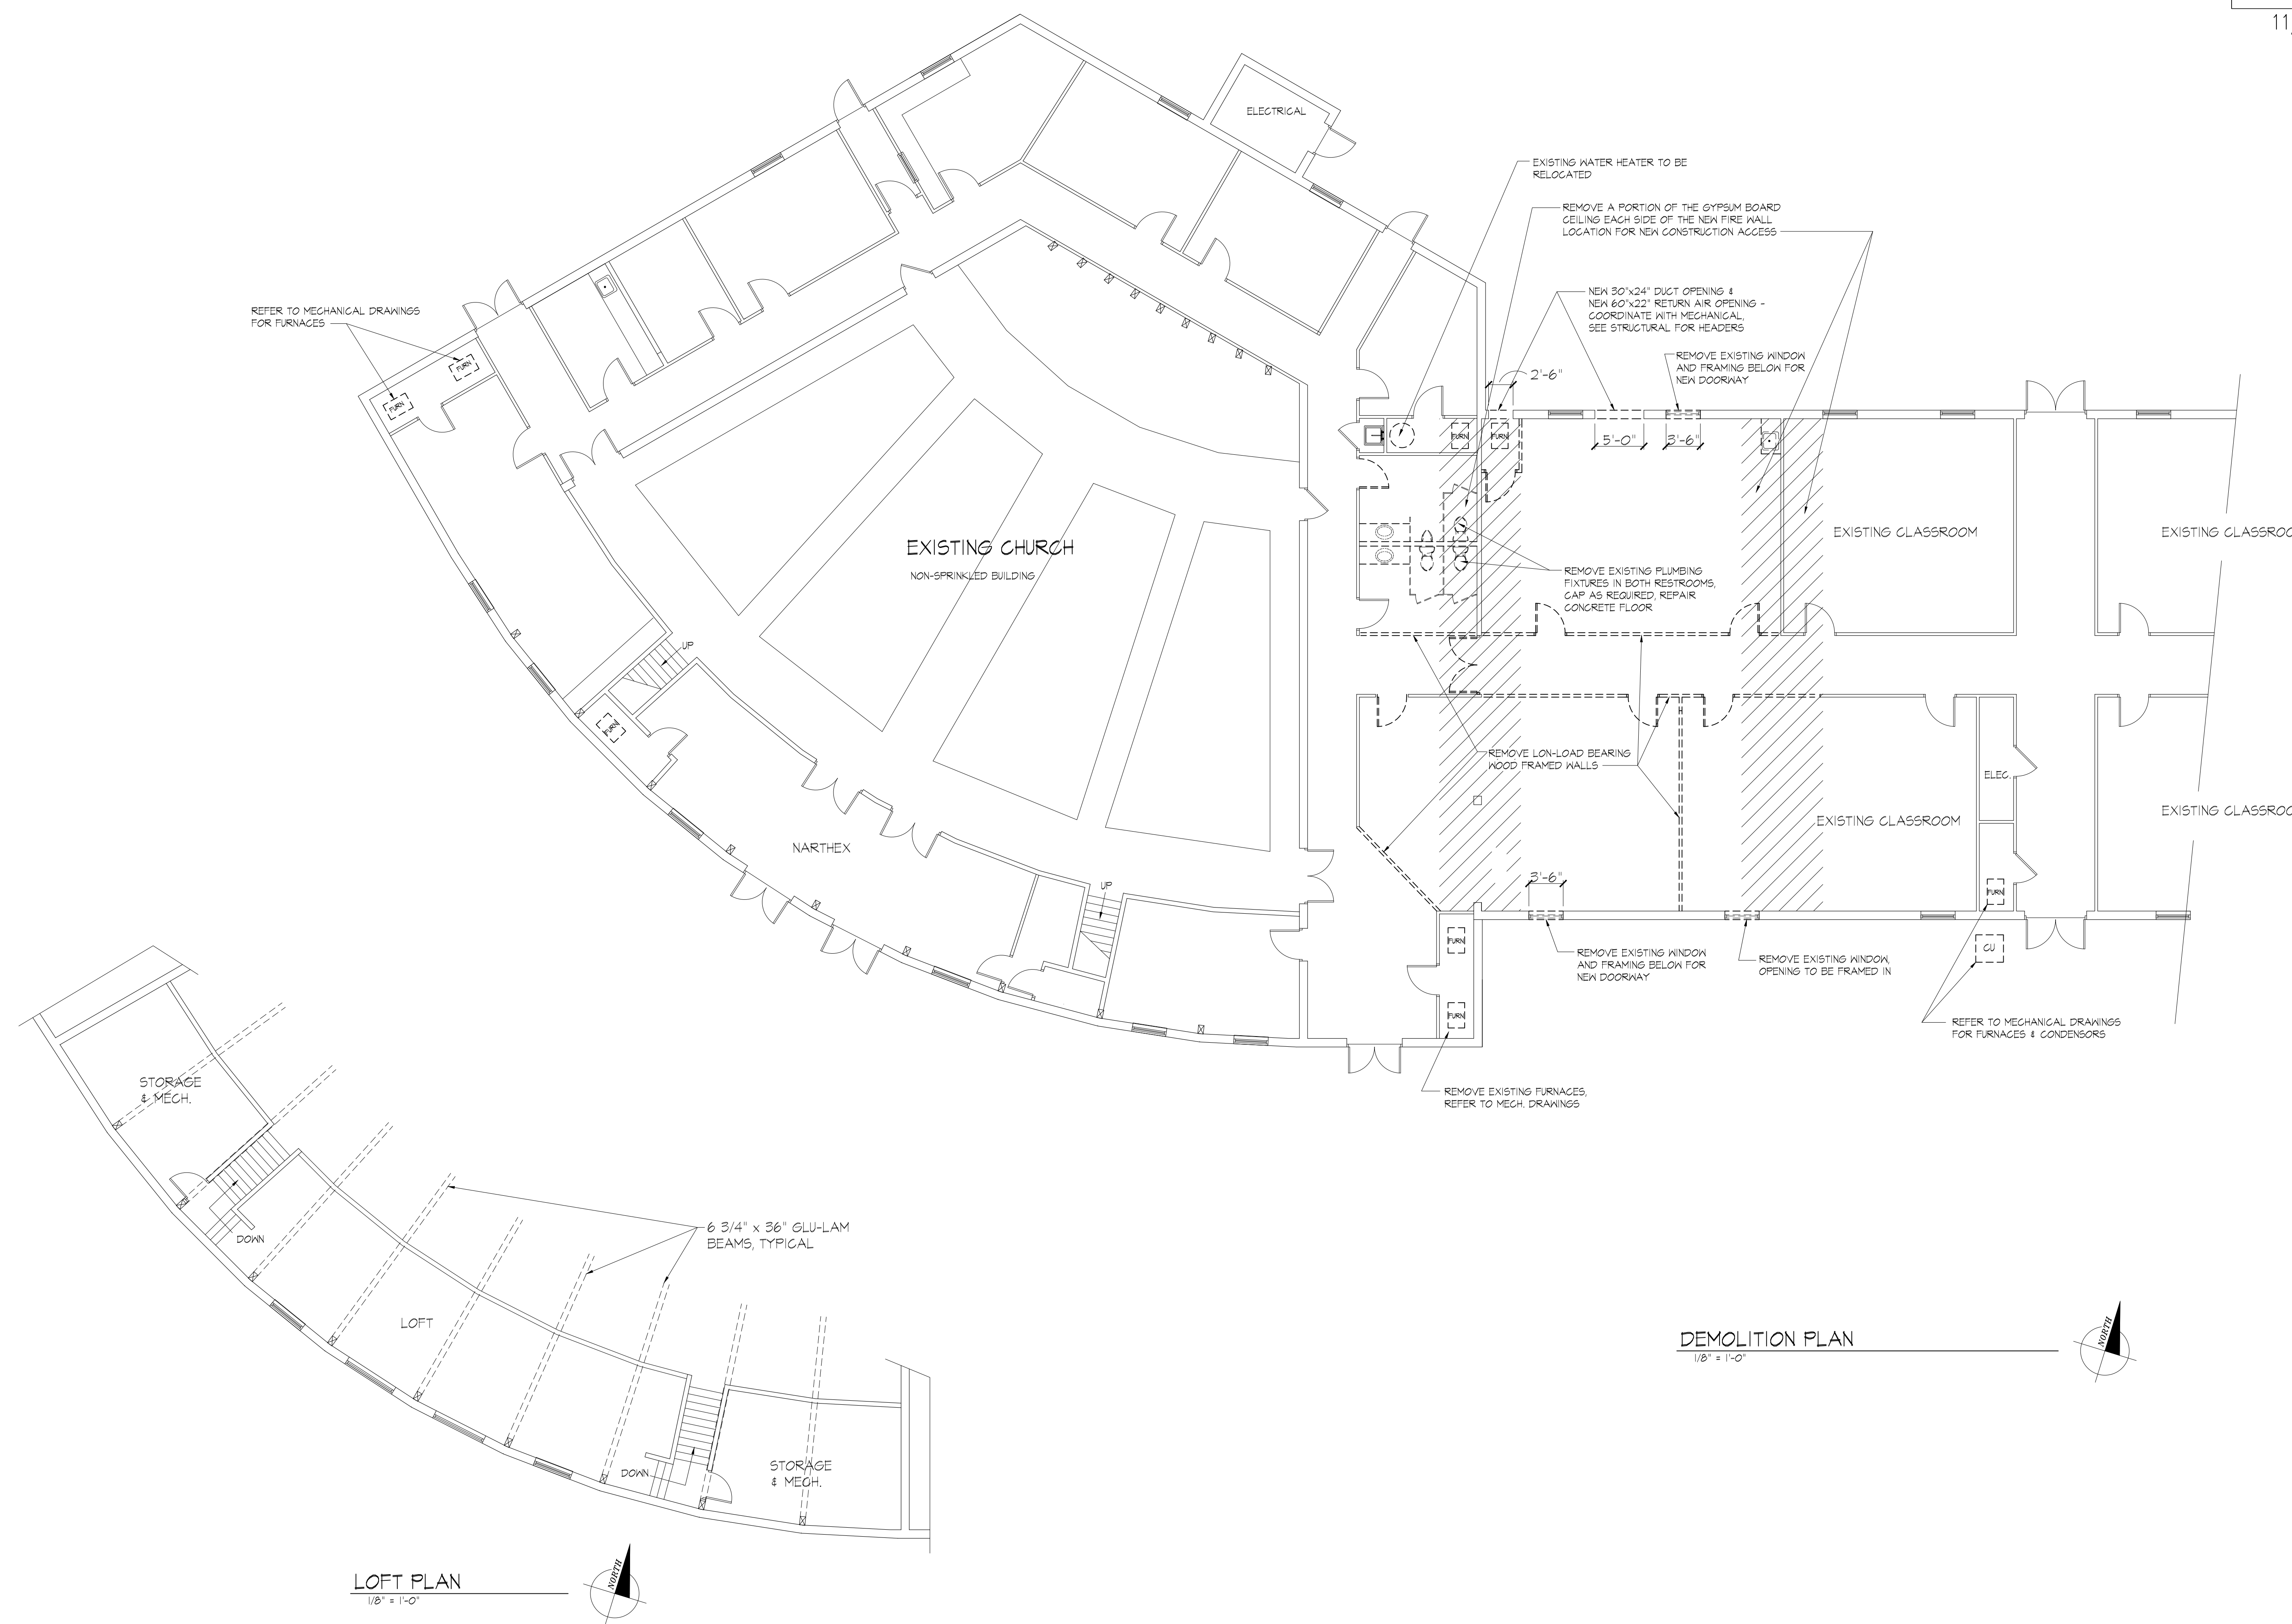 11
ELECTRICAL
EXISTING WATER HEATER TO BE
RELOCATED
REMOVE A PORTION OF THE GYPSUM BOARD
CEILING EACH SIDE OF THE NEW FIRE WALL
LOCATION FOR NEW CONSTRUCTION ACCESS
NEW 30"x24" DUCT OPENING &
NEW 60"x22" RETURN AIR OPENING -
COORDINATE WITH MECHANICAL,
SEE STRUCTURAL FOR HEADERS
REMOVE EXISTING WINDOW
AND FRAMING BELOW FOR
NEW DOORWAY
2'-6"
5'-0"
3'-6"
REFER TO MECHANICAL DRAWINGS
FOR FURNACES
FURN
FURN
FURN
FURN
EXISTING CHURCH
NON-SPRINKLED BUILDING
EXISTING CLASSROOM
EXISTING CLASSROO
REMOVE EXISTING PLUMBING
FIXTURES IN BOTH RESTROOMS,
CAP AS REQUIRED, REPAIR
CONCRETE FLOOR
UP
FURN
REMOVE LON-LOAD BEARING
WOOD FRAMED WALLS
ELEC.
EXISTING CLASSROOM
EXISTING CLASSROO
NARTHEX
UP
3'-6"
FURN
FURN
FURN
CU
REMOVE EXISTING WINDOW
AND FRAMING BELOW FOR
NEW DOORWAY
REMOVE EXISTING WINDOW,
OPENING TO BE FRAMED IN
REFER TO MECHANICAL DRAWINGS
FOR FURNACES & CONDENSORS
REMOVE EXISTING FURNACES,
REFER TO MECH. DRAWINGS
STORAGE
& MECH.
DOWN
6 3/4" x 36" GLU-LAM
BEAMS, TYPICAL
LOFT
DOWN
STORAGE
& MECH.
DEMOLITION PLAN
1/8" = 1'-0"
NORTH
LOFT PLAN
1/8" = 1'-0"
NORTH